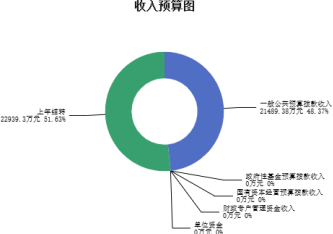 收入预算图
一般公共预算拨款收入
21489.38万元 48.37%
上年结转
22939.3万元 51.63%
政府性基金预算拨款收入
0万元 0%
国有资本经营预算拨款收入
0万元 0%
财政专户管理资金收入
0万元 0%
单位资金
0万元 0%